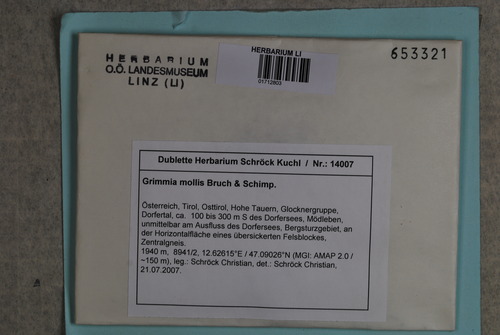 HERBARIUM
O.Ö. LANDESMUSEUM
LINZ (LI)
HERBARIUM LI
01712803
653321
Dublette Herbarium Schröck Kuchl / Nr.: 14007
Grimmia mollis Bruch & Schimp.
Österreich, Tirol, Osttirol, Hohe Tauern, Glocknergruppe,
Dorfertal, ca. 100 bis 300 m S des Dorfersees, Mödleben,
unmittelbar am Ausfluss des Dorfersees, Bergsturzgebiet, an
der Horizontalfläche eines übersickerten Felsblockes,
Zentralgneis.
1940 m, 8941/2, 12.62615°E / 47.09026°N (MGI: AMAP 2.0 /
~150 m), leg.: Schröck Christian, det.: Schröck Christian,
21.07.2007.